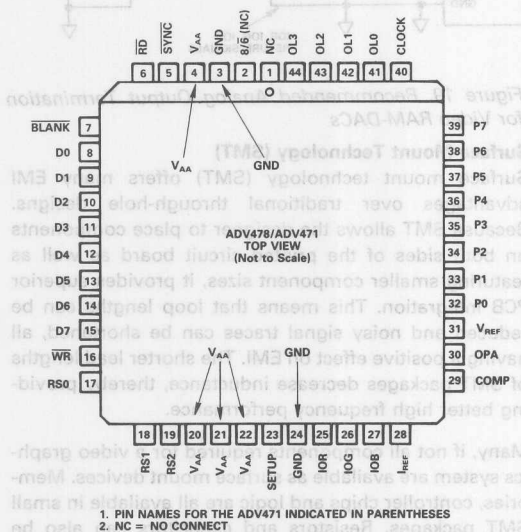 GND
Figure 14 Recommended Analog Output Termination
for Video RAM-DACs
RD SYNC VAA GND 8/6 (NC) NC OL3 OL2 OL1 OL0 CLOCK
6 5 4 3 2 1 44 43 42 41 40
BLANK 7
D0 8
D1 9
D2 10
D3 11
D4 12
D5 13
D6 14
D7 15
WR 16
RS0 17
39 P7
38 P6
37 P5
36 P4
35 P3
34 P2
33 P1
32 P0
31 VREF
30 OPA
29 COMP
VAA GND
ADV478/ADV471
TOP VIEW
(Not to Scale)
VAA GND
18 19 20 21 22 23 24 25 26 27 28
RS1 RS2 VAA VAA VAA SETUP GND IOR IOG IOB IREF
1. PIN NAMES FOR THE ADV471 INDICATED IN PARENTHESES
2. NC = NO CONNECT
Surface Mount Technology (SMT)
Surface mount technology (SMT) offers many EMI
advantages over traditional through-hole designs.
SMT allows the designer to place components
on both sides of the printed circuit board as well as
smaller component sizes, it provides superior
PCB integration. This means that loop lengths can be
reduced and noisy signal traces can be shortened, all
having a positive effect on EMI. The shorter lead lengths
of SMT packages decrease inductance, thereby provid-
ing better high frequency performance.
Many, if not all components required for a video graph-
ics system are available as surface mount devices. Mem-
ories, controller chips and logic are all available in small
SMT packages. Resistors and also be